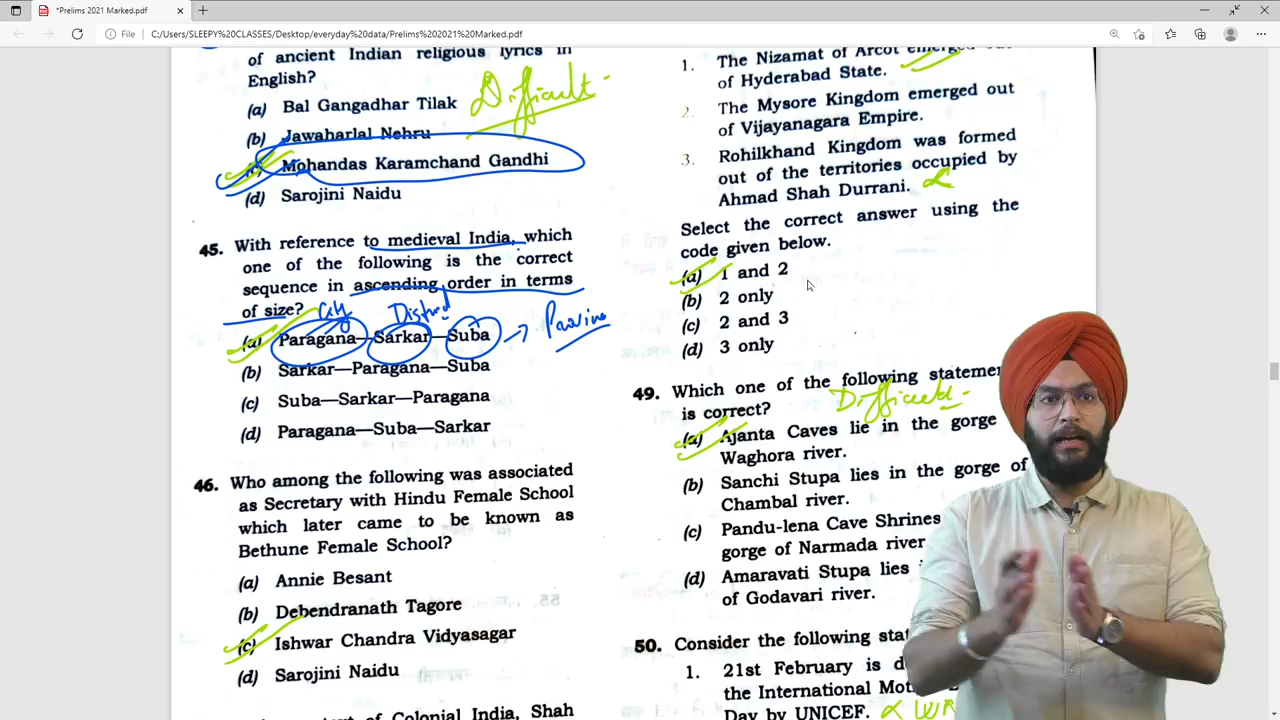 *Prelims 2021 Marked.pdf
File
C:/Users/SLEEPY%20CLASSES/Desktop/everyday%20data/Prelims%202021%20Marked.pdf
of ancient Indian religious lyrics in
English?
Difficult
(a) Bal Gangadhar Tilak
(b) Jawaharlal Nehru
Mohandas Karamchand Gandhi
(d) Sarojini Naidu
45. With reference to medieval India, which
one of the following is the correct
sequence in ascending order in terms
of size?
City District
(a) Paragana—Sarkar—Suba
(b) Sarkar—Paragana—Suba
(c) Suba—Sarkar—Paragana
(d) Paragana—Suba—Sarkar
46. Who among the following was associated
as Secretary with Hindu Female School
which later came to be known as
Bethune Female School?
(a) Annie Besant
(b) Debendranath Tagore
(c) Ishwar Chandra Vidyasagar
(d) Sarojini Naidu
of Colonial India, Shah
1. The Nizamat of Arcot emerged out
of Hyderabad State.
2. The Mysore Kingdom emerged out
of Vijayanagara Empire.
3. Rohilkhand Kingdom was formed
out of the territories occupied by
Ahmad Shah Durrani.
Select the correct answer using the
code given below.
(a) 1 and 2
(b) 2 only
(c) 2 and 3
(d) 3 only
49. Which one of the following
is correct?
Difficult
(a) Ajanta Caves lie in the gorge
Waghora river.
(b) Sanchi Stupa lies in the gorge of
Chambal river.
(c) Pandu-lena Cave Shrines
gorge of Narmada river
(d) Amaravati Stupa lies
of Godavari river.
50. Consider the following
1. 21st February is
the International
Day by UNICEF.